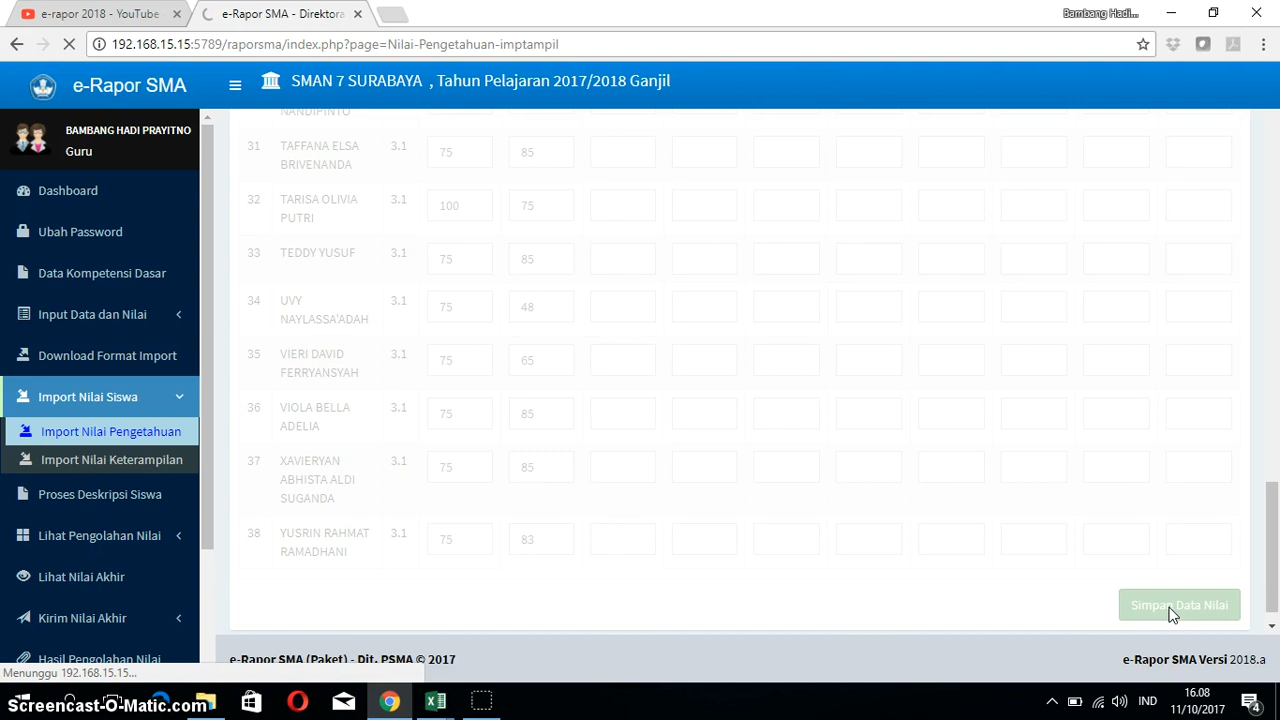 e-rapor 2018 - YouTube
e-Rapor SMA - Direktora
Bambang Hadi...
192.168.15.15:5789/raporsma/index.php?page=Nilai-Pengetahuan-imptampil
e-Rapor SMA
SMAN 7 SURABAYA , Tahun Pelajaran 2017/2018 Ganjil
BAMBANG HADI PRAYITNO
Guru
Dashboard
Ubah Password
Data Kompetensi Dasar
Input Data dan Nilai
Download Format Import
Import Nilai Siswa
Import Nilai Pengetahuan
Import Nilai Keterampilan
Proses Deskripsi Siswa
Lihat Pengolahan Nilai
Lihat Nilai Akhir
Kirim Nilai Akhir
Hasil Pengolahan Nilai
NANDIPINTO
31 TAFFANA ELSA 3.1 75 85
BRIVENANDA
32 TARISA OLIVIA 3.1 100 75
PUTRI
33 TEDDY YUSUF 3.1 75 85
34 UVY 3.1 75 48
NAYLASSA'ADAH
35 VIERI DAVID 3.1 75 65
FERRYANSYAH
36 VIOLA BELLA 3.1 75 85
ADELIA
37 XAVIERYAN 3.1 75 85
ABHISTA ALDI
SUGANDA
38 YUSRIN RAHMAT 3.1 75 83
RAMADHANI
Simpan Data Nilai
e-Rapor SMA (Paket) - Dit. PSMA © 2017
e-Rapor SMA Versi 2018.a
Menunggu 192.168.15.15...
Screencast-O-Matic.com
IND
16.08
11/10/2017
4